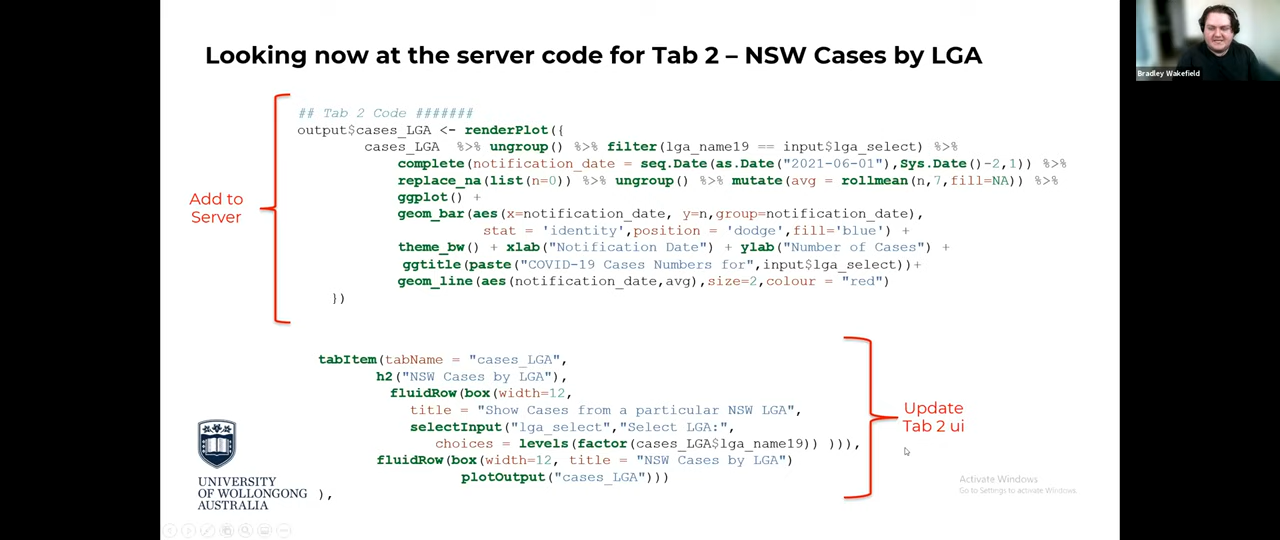 Looking now at the server code for Tab 2 – NSW Cases by LGA
Bradley Wakefield
## Tab 2 Code #######
output$cases_LGA <- renderPlot({
cases_LGA %>% ungroup() %>% filter(lga_name19 == input$lga_select) %>%
complete(notification_date = seq.Date(as.Date("2021-06-01"),Sys.Date()-2,1)) %>%
replace_na(list(n=0)) %>% ungroup() %>% mutate(avg = rollmean(n,7,fill=NA)) %>%
ggplot() +
geom_bar(aes(x=notification_date, y=n,group=notification_date),
stat = 'identity',position = 'dodge',fill='blue') +
theme_bw() + xlab("Notification Date") + ylab("Number of Cases") +
ggtitle(paste("COVID-19 Cases Numbers for",input$lga_select))+
geom_line(aes(notification_date,avg),size=2,colour = "red")
})
Add to
Server
tabItem(tabName = "cases_LGA",
h2("NSW Cases by LGA"),
fluidRow(box(width=12,
title = "Show Cases from a particular NSW LGA",
selectInput("lga_select","Select LGA:",
choices = levels(factor(cases_LGA$lga_name19)) ))),
fluidRow(box(width=12, title = "NSW Cases by LGA")
plotOutput("cases_LGA")))
),
Update
Tab 2 ui
UNIVERSITY
OF WOLLONGONG
AUSTRALIA
Activate Windows
Go to Settings to activate Windows.